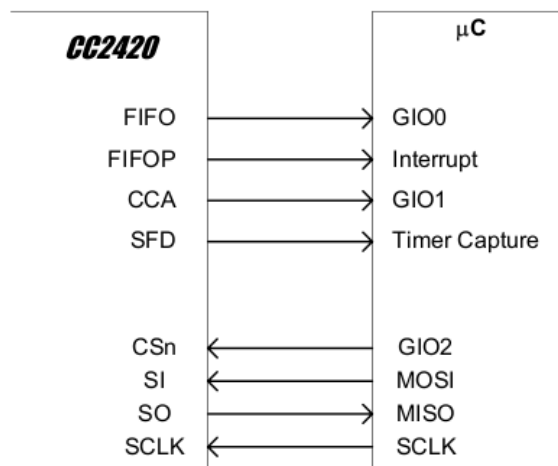 CC2420 μC
FIFO GIO0
FIFOP Interrupt
CCA GIO1
SFD Timer Capture
CSn GIO2
SI MOSI
SO MISO
SCLK SCLK